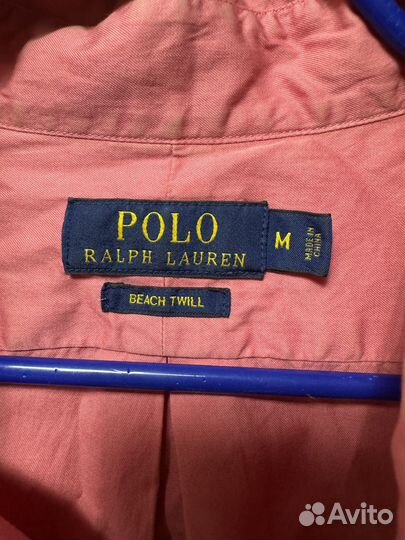 POLO
RALPH LAUREN
M
MADE IN
CHINA
BEACH TWILL
Avito